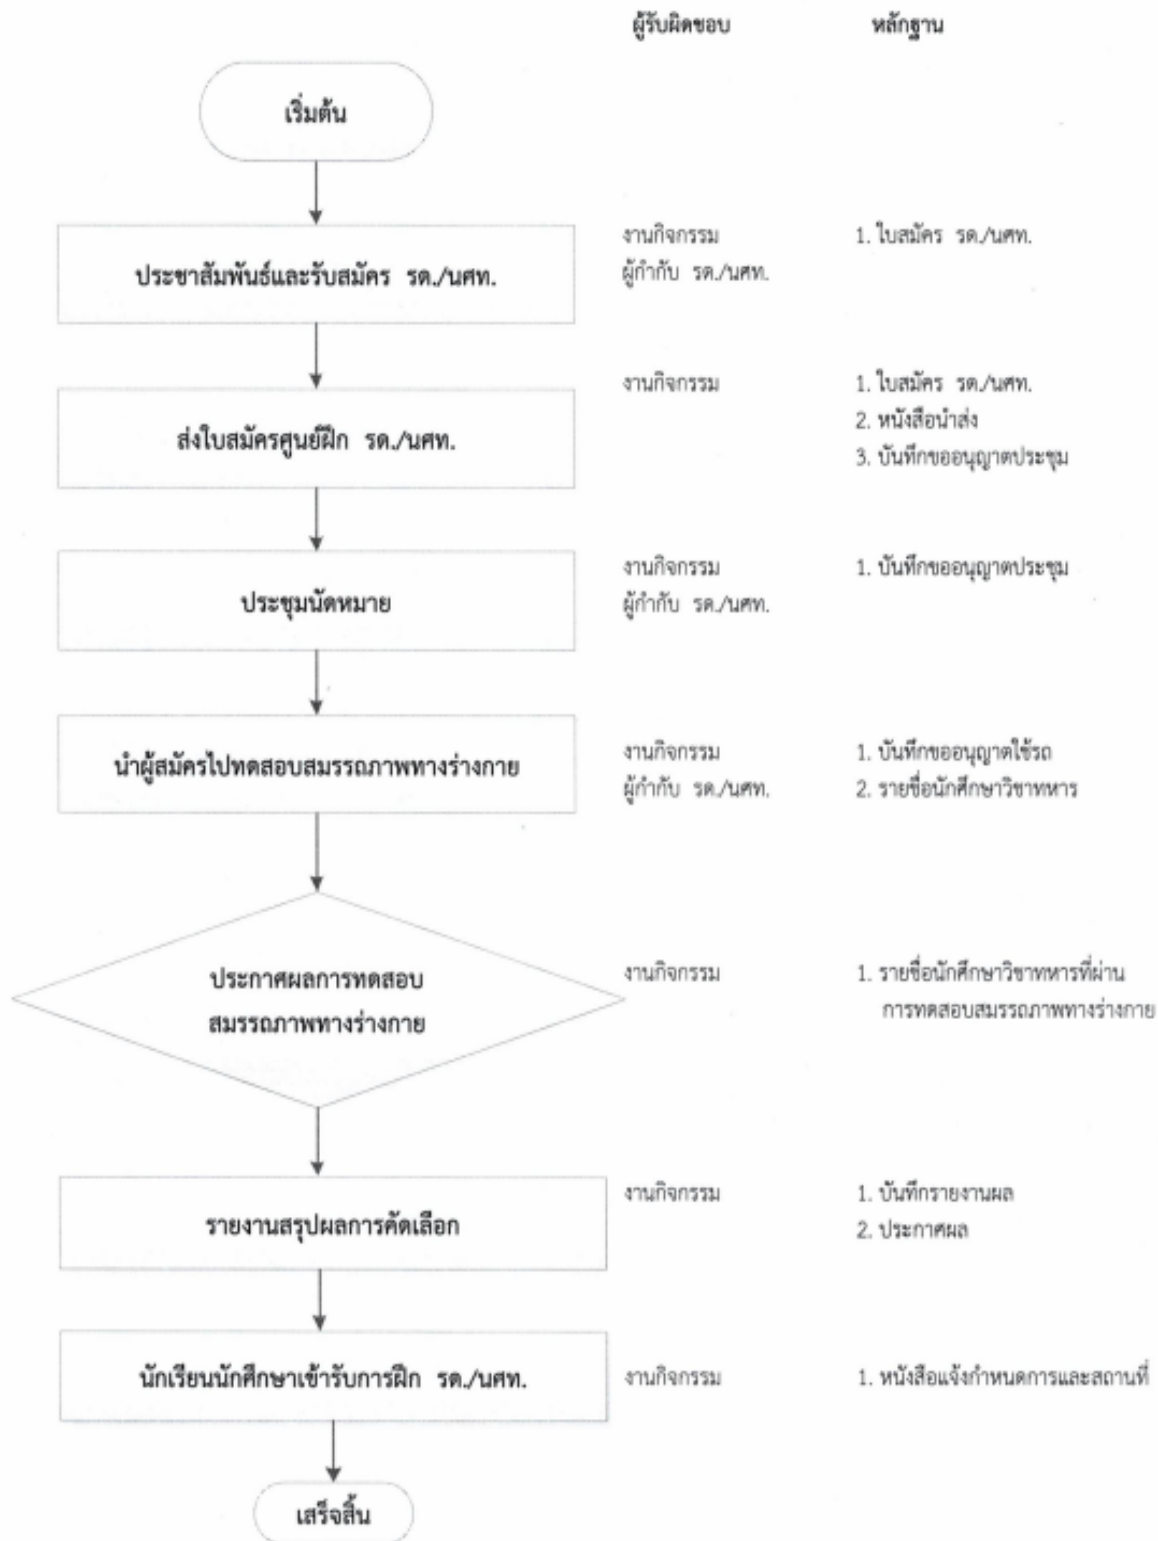 ผู้รับผิดชอบ หลักฐาน
เริ่มต้น
ประชาสัมพันธ์และรับสมัคร รด./นศท.
งานกิจกรรม
ผู้กำกับ รด./นศท.
1. ใบสมัคร รด./นศท.
ส่งใบสมัครศูนย์ฝึก รด./นศท.
งานกิจกรรม
1. ใบสมัคร รด./นศท.
2. หนังสือนำส่ง
3. บันทึกขออนุญาตประชุม
ประชุมนัดหมาย
งานกิจกรรม
ผู้กำกับ รด./นศท.
1. บันทึกขออนุญาตประชุม
นำผู้สมัครไปทดสอบสมรรถภาพทางร่างกาย
งานกิจกรรม
ผู้กำกับ รด./นศท.
1. บันทึกขออนุญาตใช้รถ
2. รายชื่อนักศึกษาวิชาทหาร
ประกาศผลการทดสอบ
สมรรถภาพทางร่างกาย
งานกิจกรรม
1. รายชื่อนักศึกษาวิชาทหารที่ผ่าน
การทดสอบสมรรถภาพทางร่างกาย
รายงานสรุปผลการคัดเลือก
งานกิจกรรม
1. บันทึกรายงานผล
2. ประกาศผล
นักเรียนนักศึกษาเข้ารับการฝึก รด./นศท.
งานกิจกรรม
1. หนังสือแจ้งกำหนดการและสถานที่
เสร็จสิ้น